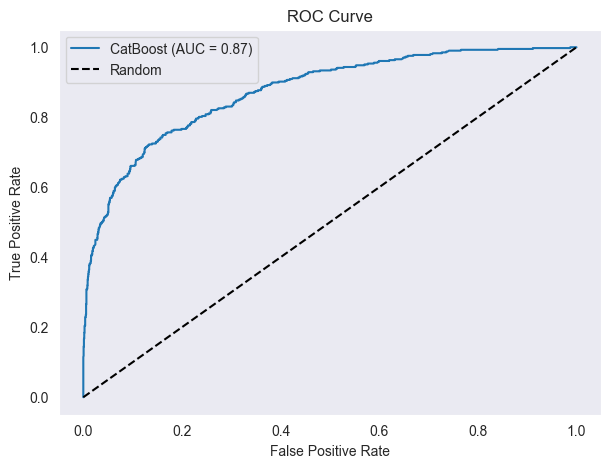 ROC Curve
CatBoost (AUC = 0.87)
Random
True Positive Rate
1.0
0.8
0.6
0.4
0.2
0.0
0.0 0.2 0.4 0.6 0.8 1.0
False Positive Rate